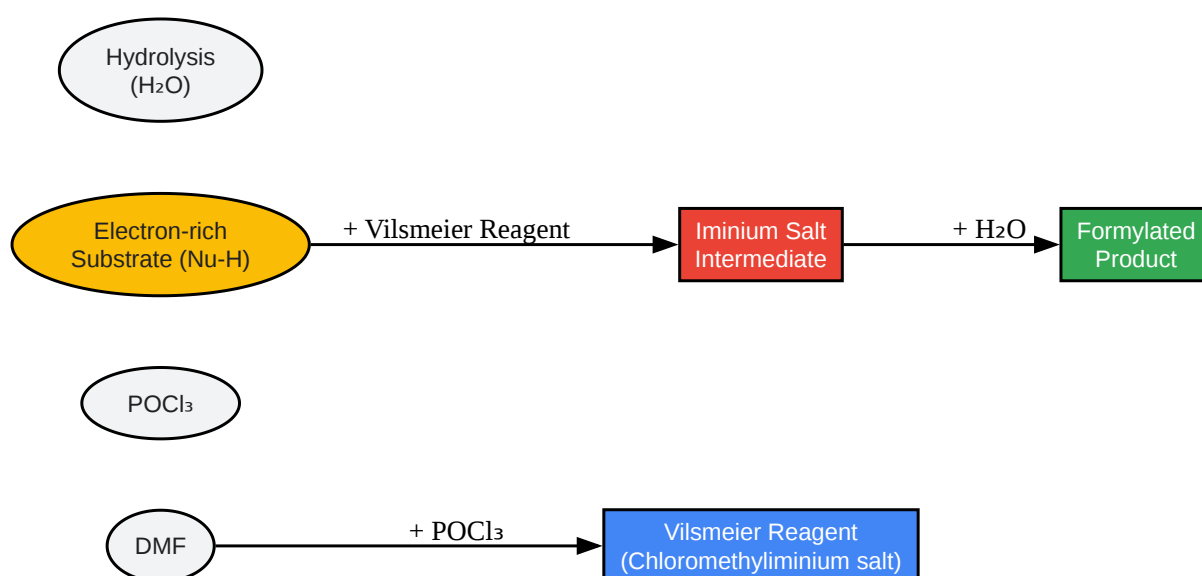 Hydrolysis
(H₂O)
Electron-rich
Substrate (Nu-H)
+ Vilsmeier Reagent
Iminium Salt
Intermediate
+ H₂O
Formylated
Product
POCl₃
DMF
+ POCl₃
Vilsmeier Reagent
(Chloromethyliminium salt)